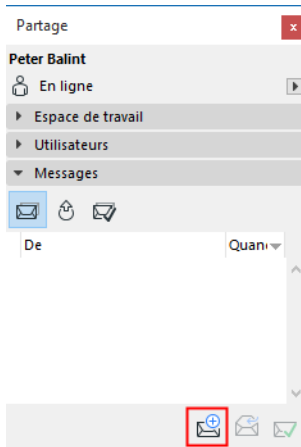 Partage
Peter Balint
En ligne
Espace de travail
Utilisateurs
Messages
De Quan